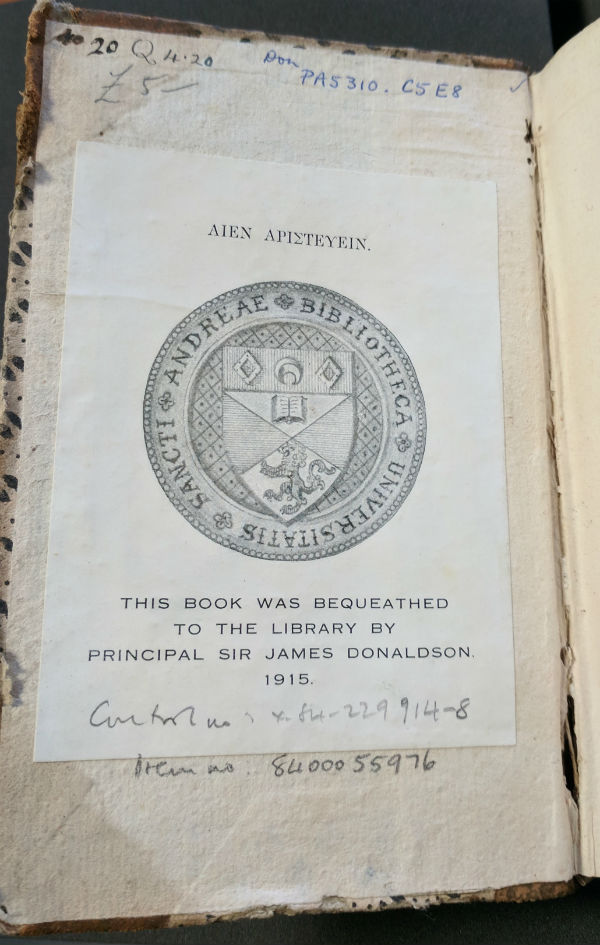 20 Q.4.20
Don
PA5310. C5E8
£5—
ΑΙΕΝ ΑΡΙΣΤΕΥΕΙΝ.
BIBLIOTHECA UNIVERSITATIS SANCTI ANDREAE
THIS BOOK WAS BEQUEATHED
TO THE LIBRARY BY
PRINCIPAL SIR JAMES DONALDSON.
1915.
Control no: x-84-229914-8
Item no. 8400055976